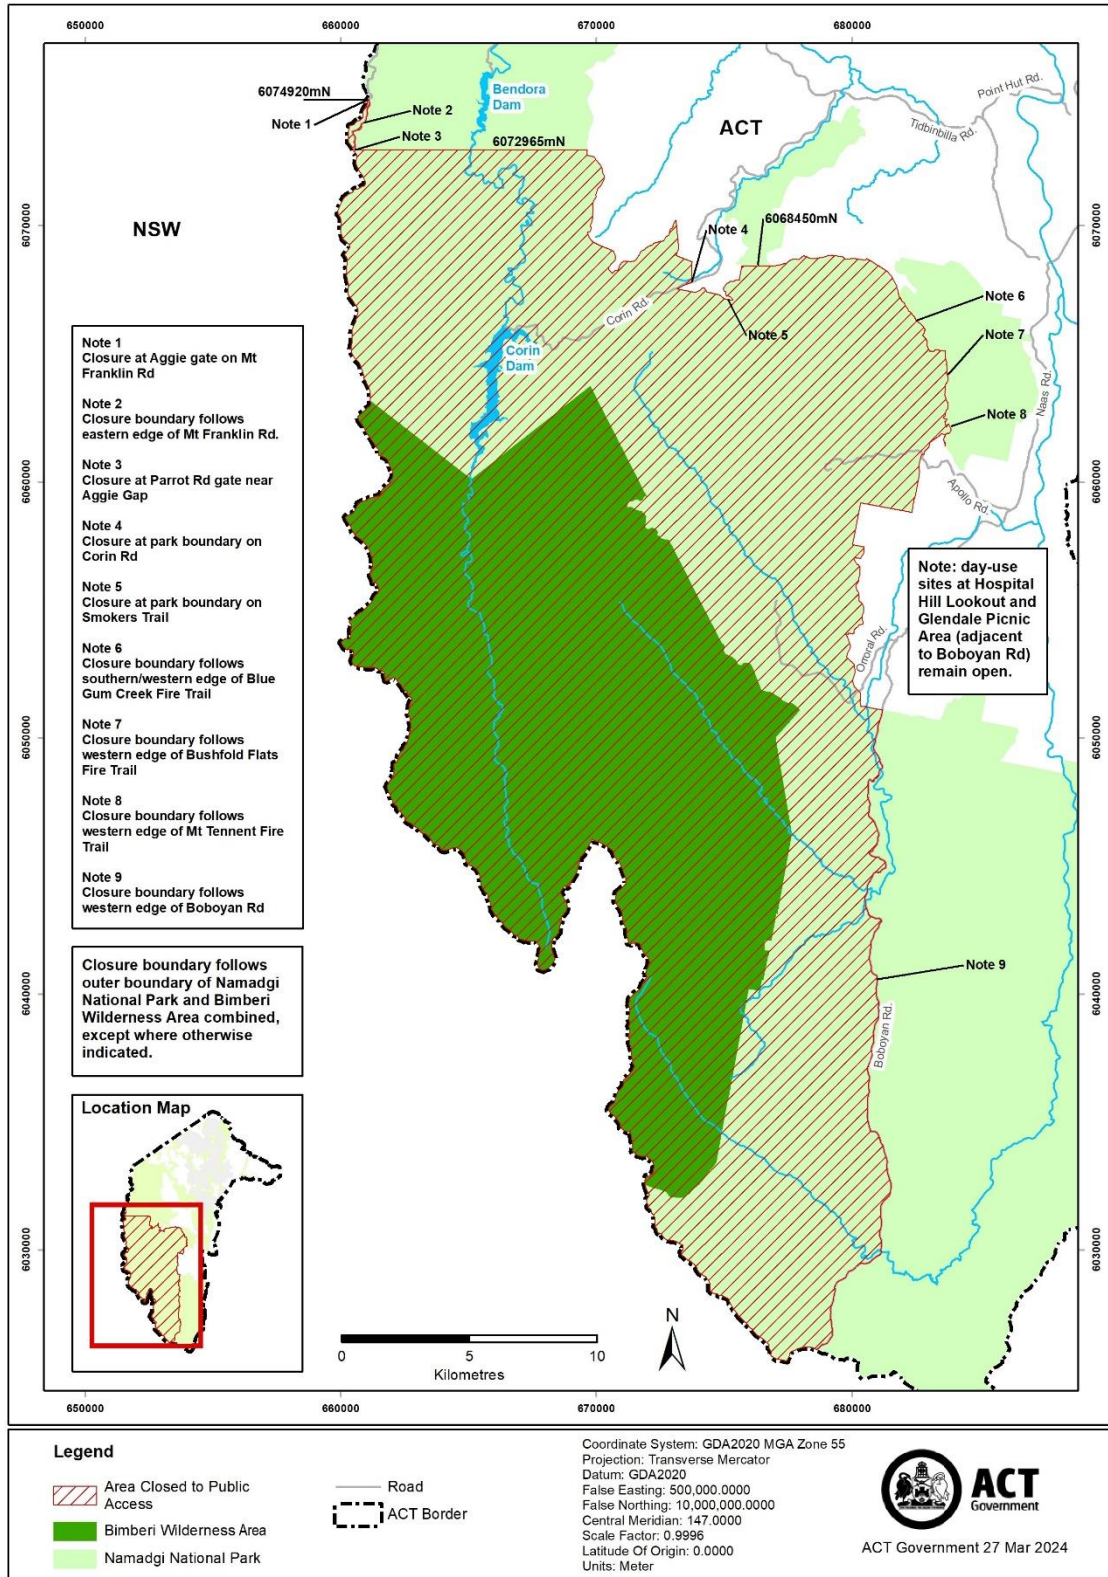 650000
660000
670000
680000
6074920mN
Note 1
Note 2
Note 3
6072965mN
Bendora
Dam
ACT
Point Hut Rd.
Tidbinbilla Rd.
NSW
6070000
6070000
Note 4
6068450mN
Note 5
Note 6
Note 7
Note 8
Corin Rd.
Corin
Dam
Naas Rd.
Apollo Rd.
6060000
6060000
Note 1
Closure at Aggie gate on Mt
Franklin Rd
Note 2
Closure boundary follows
eastern edge of Mt Franklin Rd.
Note 3
Closure at Parrot Rd gate near
Aggie Gap
Note 4
Closure at park boundary on
Corin Rd
Note 5
Closure at park boundary on
Smokers Trail
Note 6
Closure boundary follows
southern/western edge of Blue
Gum Creek Fire Trail
Note 7
Closure boundary follows
western edge of Bushfold Flats
Fire Trail
Note 8
Closure boundary follows
western edge of Mt Tennent Fire
Trail
Note 9
Closure boundary follows
western edge of Boboyan Rd
Note: day-use
sites at Hospital
Hill Lookout and
Glendale Picnic
Area (adjacent
to Boboyan Rd)
remain open.
Orroral Rd.
6050000
6050000
Closure boundary follows
outer boundary of Namadgi
National Park and Bimberi
Wilderness Area combined,
except where otherwise
indicated.
Note 9
Boboyan Rd.
6040000
6040000
Location Map
6030000
6030000
N
0
5
10
Kilometres
650000
660000
670000
680000
Legend
Area Closed to Public
Access
Bimberi Wilderness Area
Namadgi National Park
Road
ACT Border
Coordinate System: GDA2020 MGA Zone 55
Projection: Transverse Mercator
Datum: GDA2020
False Easting: 500,000.0000
False Northing: 10,000,000.0000
Central Meridian: 147.0000
Scale Factor: 0.9996
Latitude Of Origin: 0.0000
Units: Meter
ACT
Government
ACT Government 27 Mar 2024